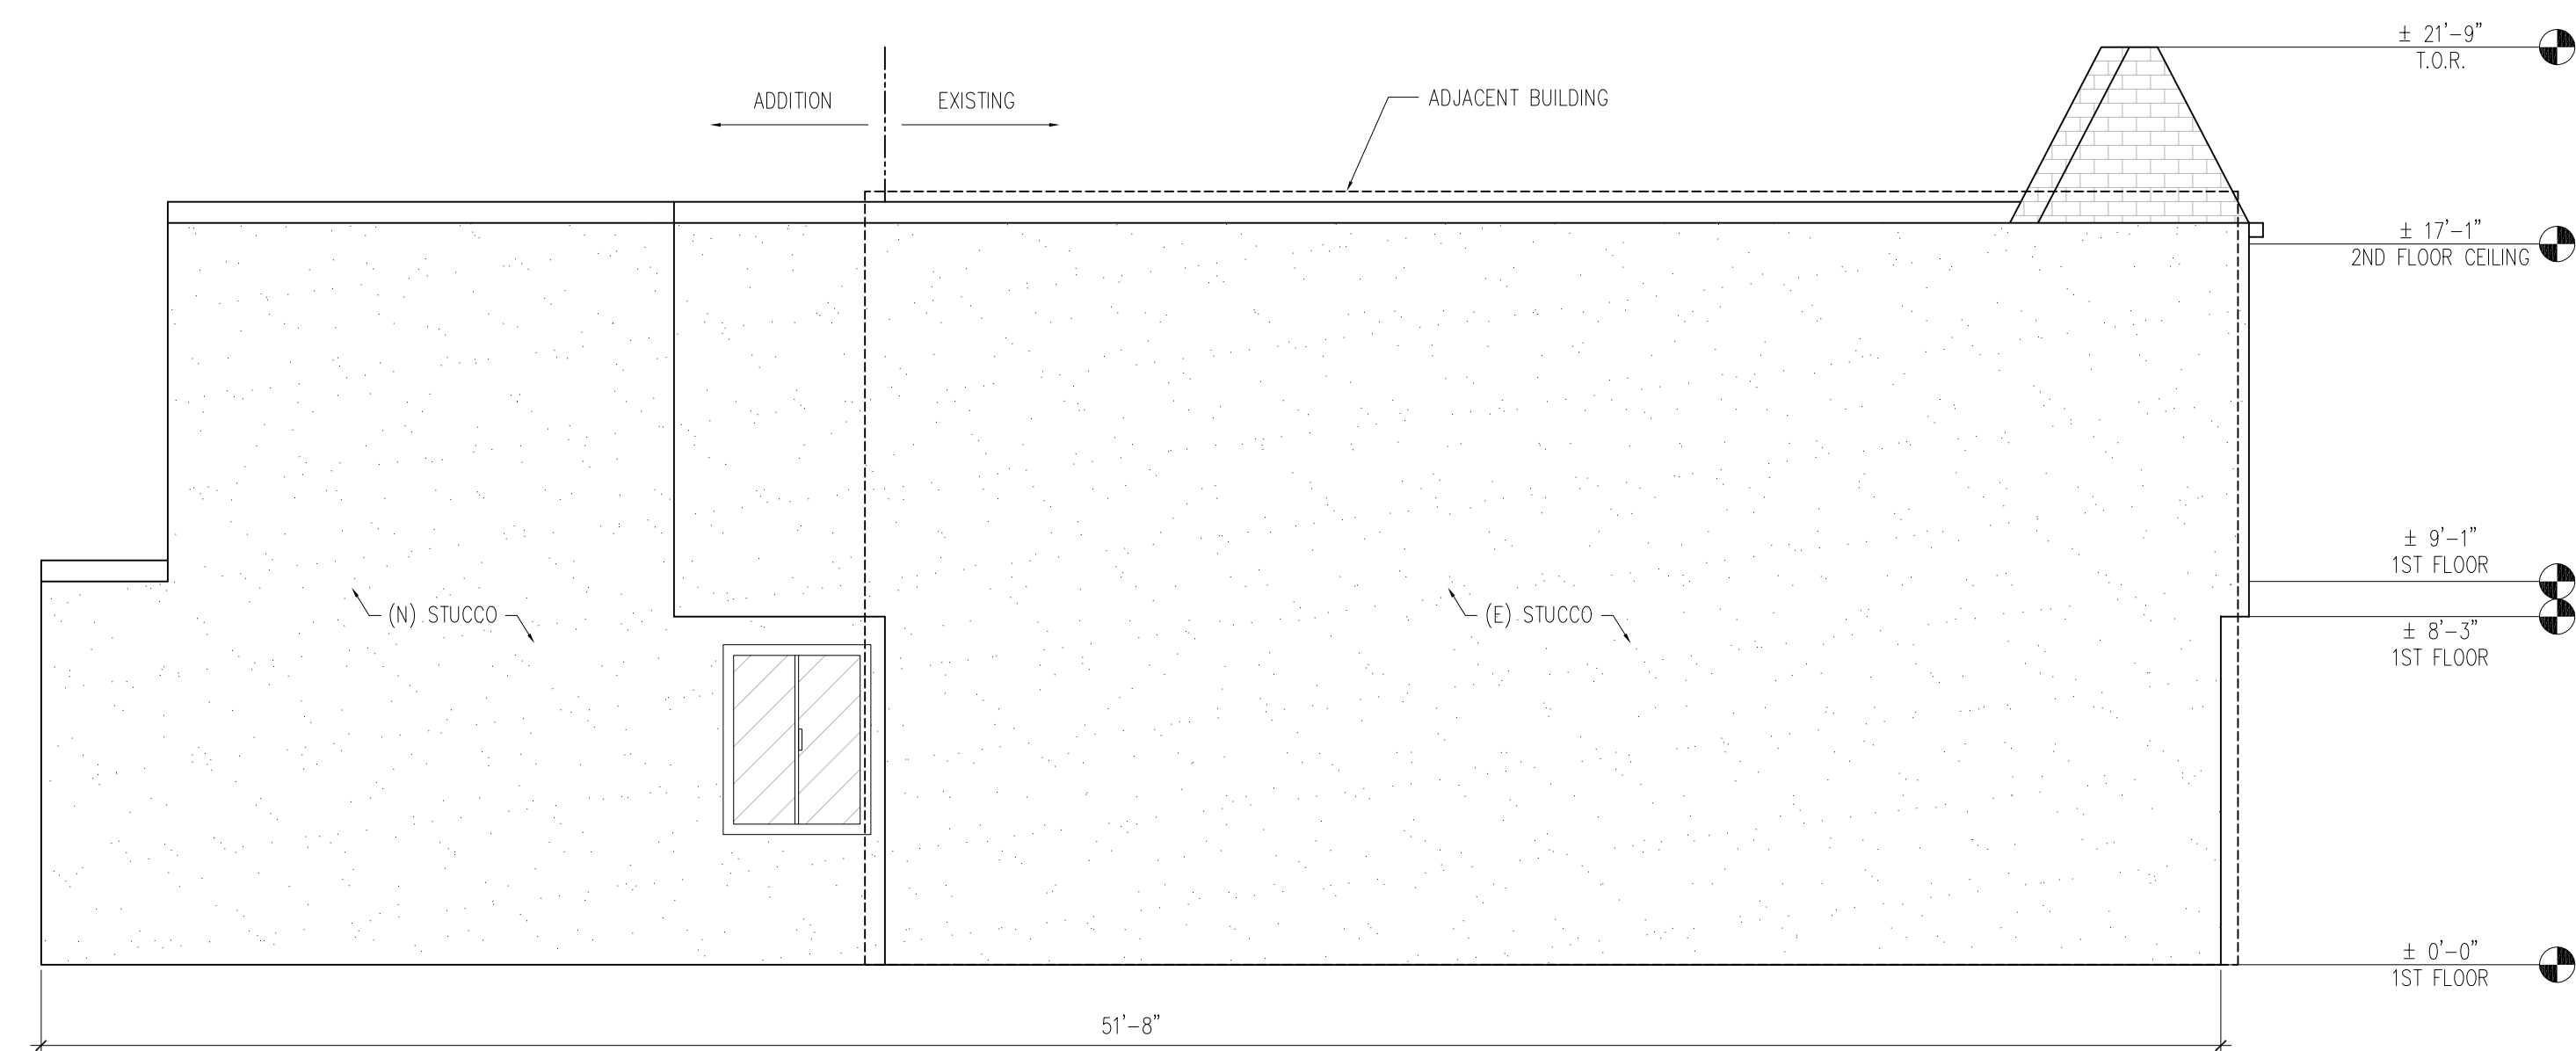 ± 21'-9"
T.O.R.
ADDITION
EXISTING
ADJACENT BUILDING
± 17'-1"
2ND FLOOR CEILING
± 9'-1"
1ST FLOOR
(N) STUCCO
(E) STUCCO
± 8'-3"
1ST FLOOR
± 0'-0"
1ST FLOOR
51'-8"